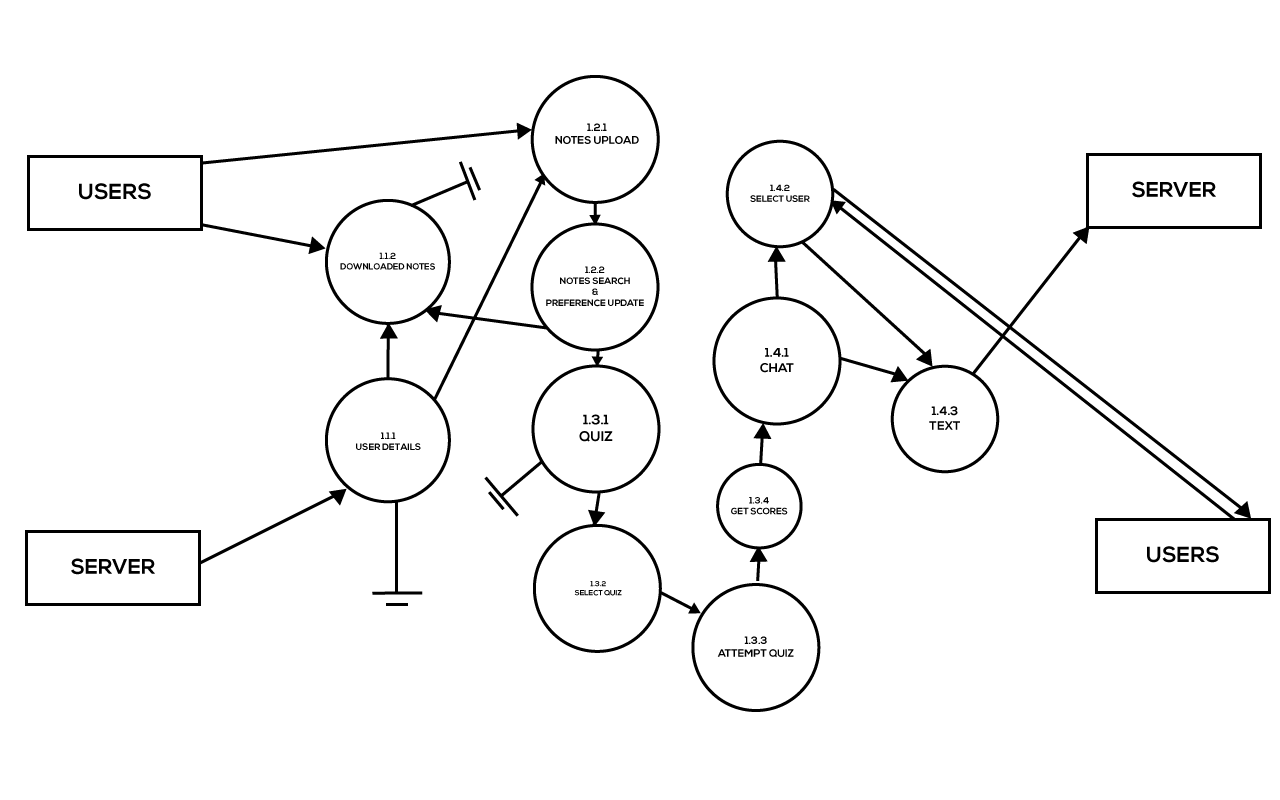 USERS
1.1.2
DOWNLOADED NOTES
1.1.1
USER DETAILS
SERVER
1.2.1
NOTES UPLOAD
1.2.2
NOTES SEARCH
&
PREFERENCE UPDATE
1.3.1
QUIZ
1.3.2
SELECT QUIZ
1.3.3
ATTEMPT QUIZ
1.3.4
GET SCORES
1.4.1
CHAT
1.4.2
SELECT USER
1.4.3
TEXT
SERVER
USERS